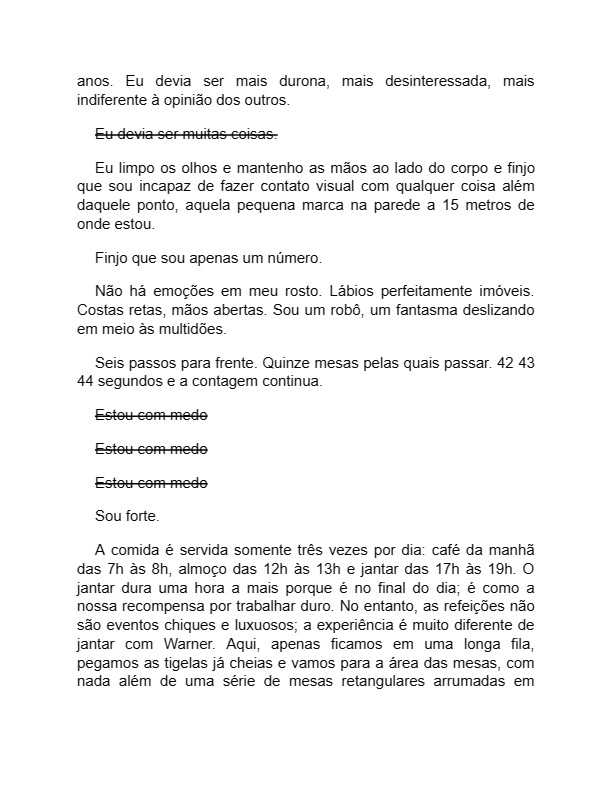 anos. Eu devia ser mais durona, mais desinteressada, mais
indiferente à opinião dos outros.
Eu devia ser muitas coisas.
Eu limpo os olhos e mantenho as mãos ao lado do corpo e finjo
que sou incapaz de fazer contato visual com qualquer coisa além
daquele ponto, aquela pequena marca na parede a 15 metros de
onde estou.
Finjo que sou apenas um número.
Não há emoções em meu rosto. Lábios perfeitamente imóveis.
Costas retas, mãos abertas. Sou um robô, um fantasma deslizando
em meio às multidões.
Seis passos para frente. Quinze mesas pelas quais passar. 42 43
44 segundos e a contagem continua.
Estou com medo
Estou com medo
Estou com medo
Sou forte.
A comida é servida somente três vezes por dia: café da manhã
das 7h às 8h, almoço das 12h às 13h e jantar das 17h às 19h. O
jantar dura uma hora a mais porque é no final do dia; é como a
nossa recompensa por trabalhar duro. No entanto, as refeições não
são eventos chiques e luxuosos; a experiência é muito diferente de
jantar com Warner. Aqui, apenas ficamos em uma longa fila,
pegamos as tigelas já cheias e vamos para a área das mesas, com
nada além de uma série de mesas retangulares arrumadas em